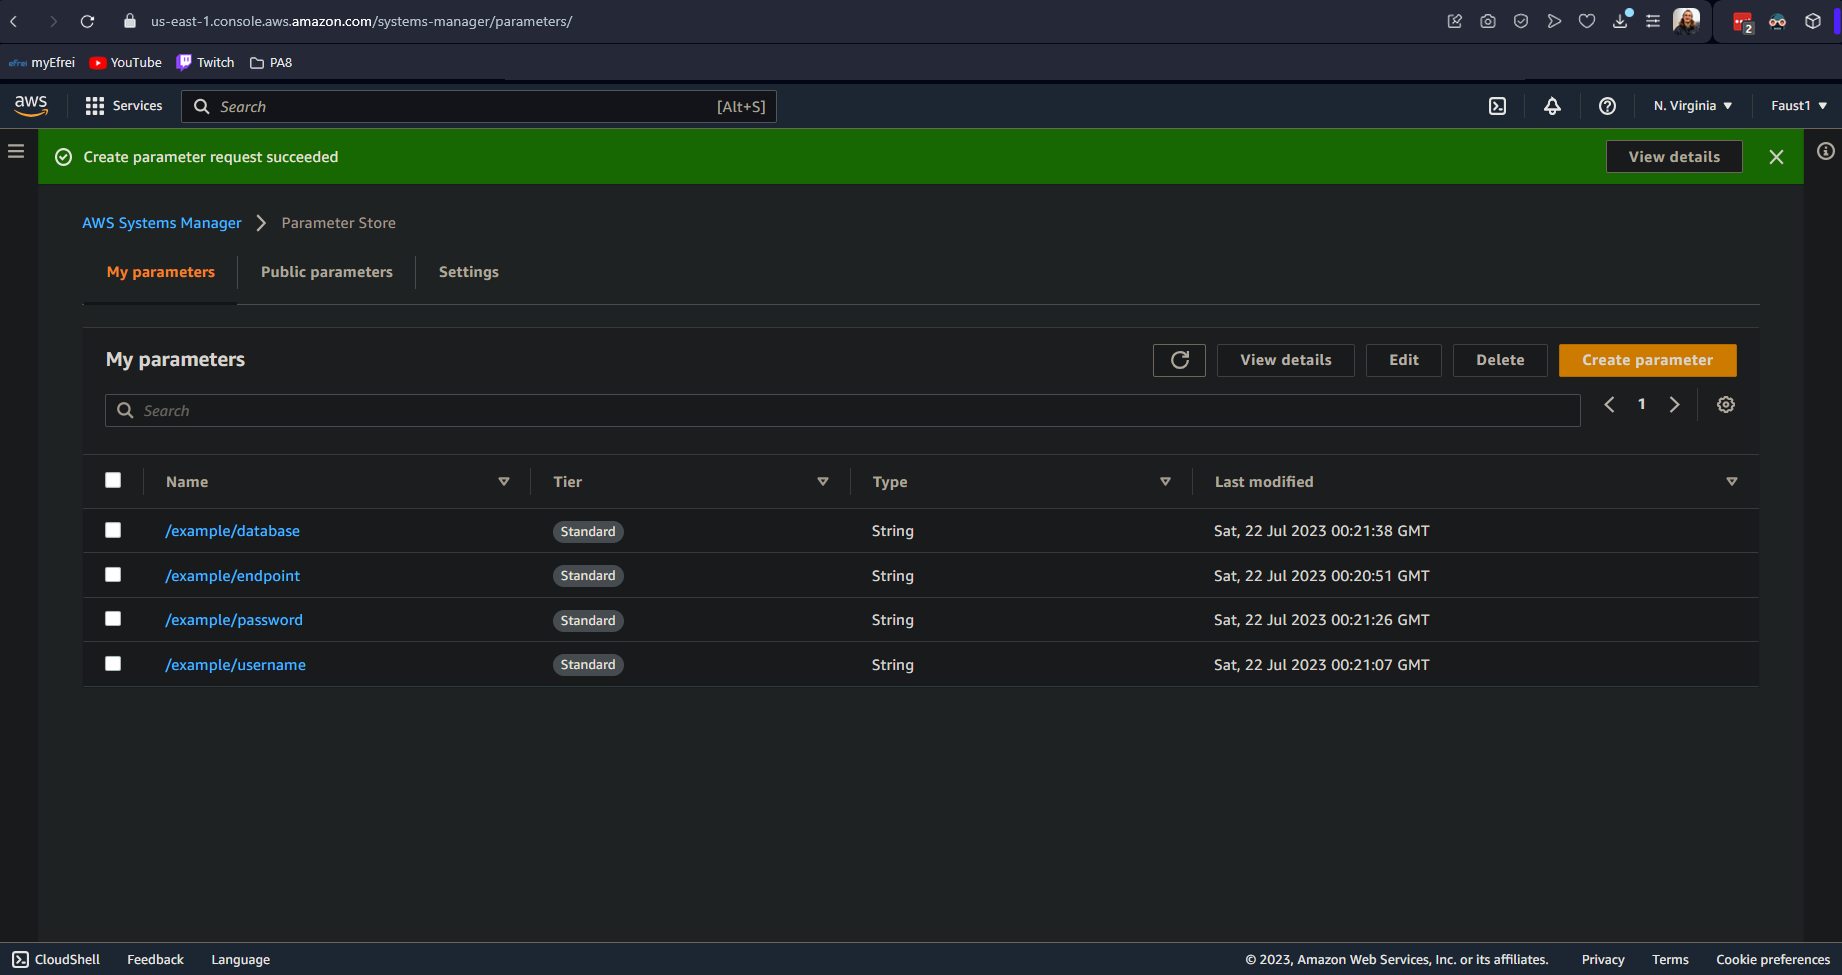 us-east-1.console.aws.amazon.com/systems-manager/parameters/
2
efrei myEfrei YouTube Twitch PA8
aws Services Search [Alt+S] N. Virginia Faust1
Create parameter request succeeded View details
AWS Systems Manager Parameter Store
My parameters Public parameters Settings
My parameters View details Edit Delete Create parameter
Search 1
Name Tier Type Last modified
/example/database Standard String Sat, 22 Jul 2023 00:21:38 GMT
/example/endpoint Standard String Sat, 22 Jul 2023 00:20:51 GMT
/example/password Standard String Sat, 22 Jul 2023 00:21:26 GMT
/example/username Standard String Sat, 22 Jul 2023 00:21:07 GMT
CloudShell Feedback Language © 2023, Amazon Web Services, Inc. or its affiliates. Privacy Terms Cookie preferences